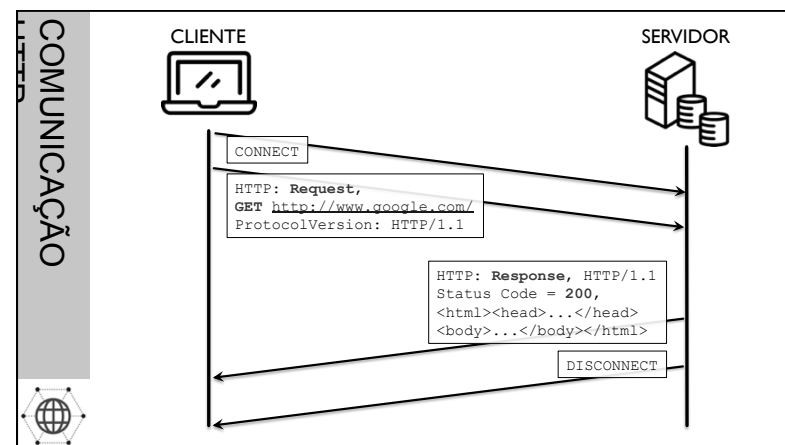 COMUNICAÇÃO
HTTP
CLIENTE
SERVIDOR
CONNECT
HTTP: Request,
GET http://www.google.com/
ProtocolVersion: HTTP/1.1
HTTP: Response, HTTP/1.1
Status Code = 200,
<html><head>...</head>
<body>...</body></html>
DISCONNECT